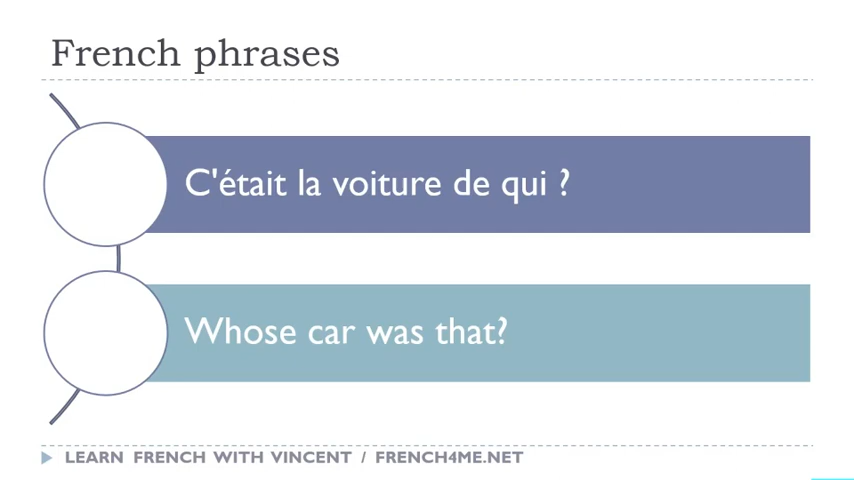 French phrases
C'était la voiture de qui ?
Whose car was that?
LEARN FRENCH WITH VINCENT / FRENCH4ME.NET